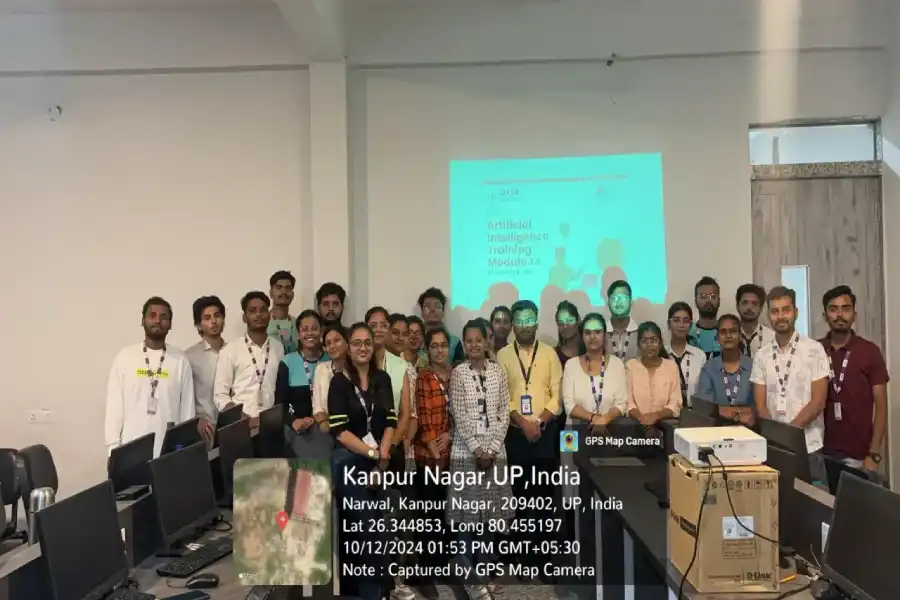 Artificial
Intelligence
Training
GPS Map Camera
Kanpur Nagar,UP,India
Narwal, Kanpur Nagar, 209402, UP, India
Lat 26.344853, Long 80.455197
10/12/2024 01:53 PM GMT+05:30
Note : Captured by GPS Map Camera
D-Link